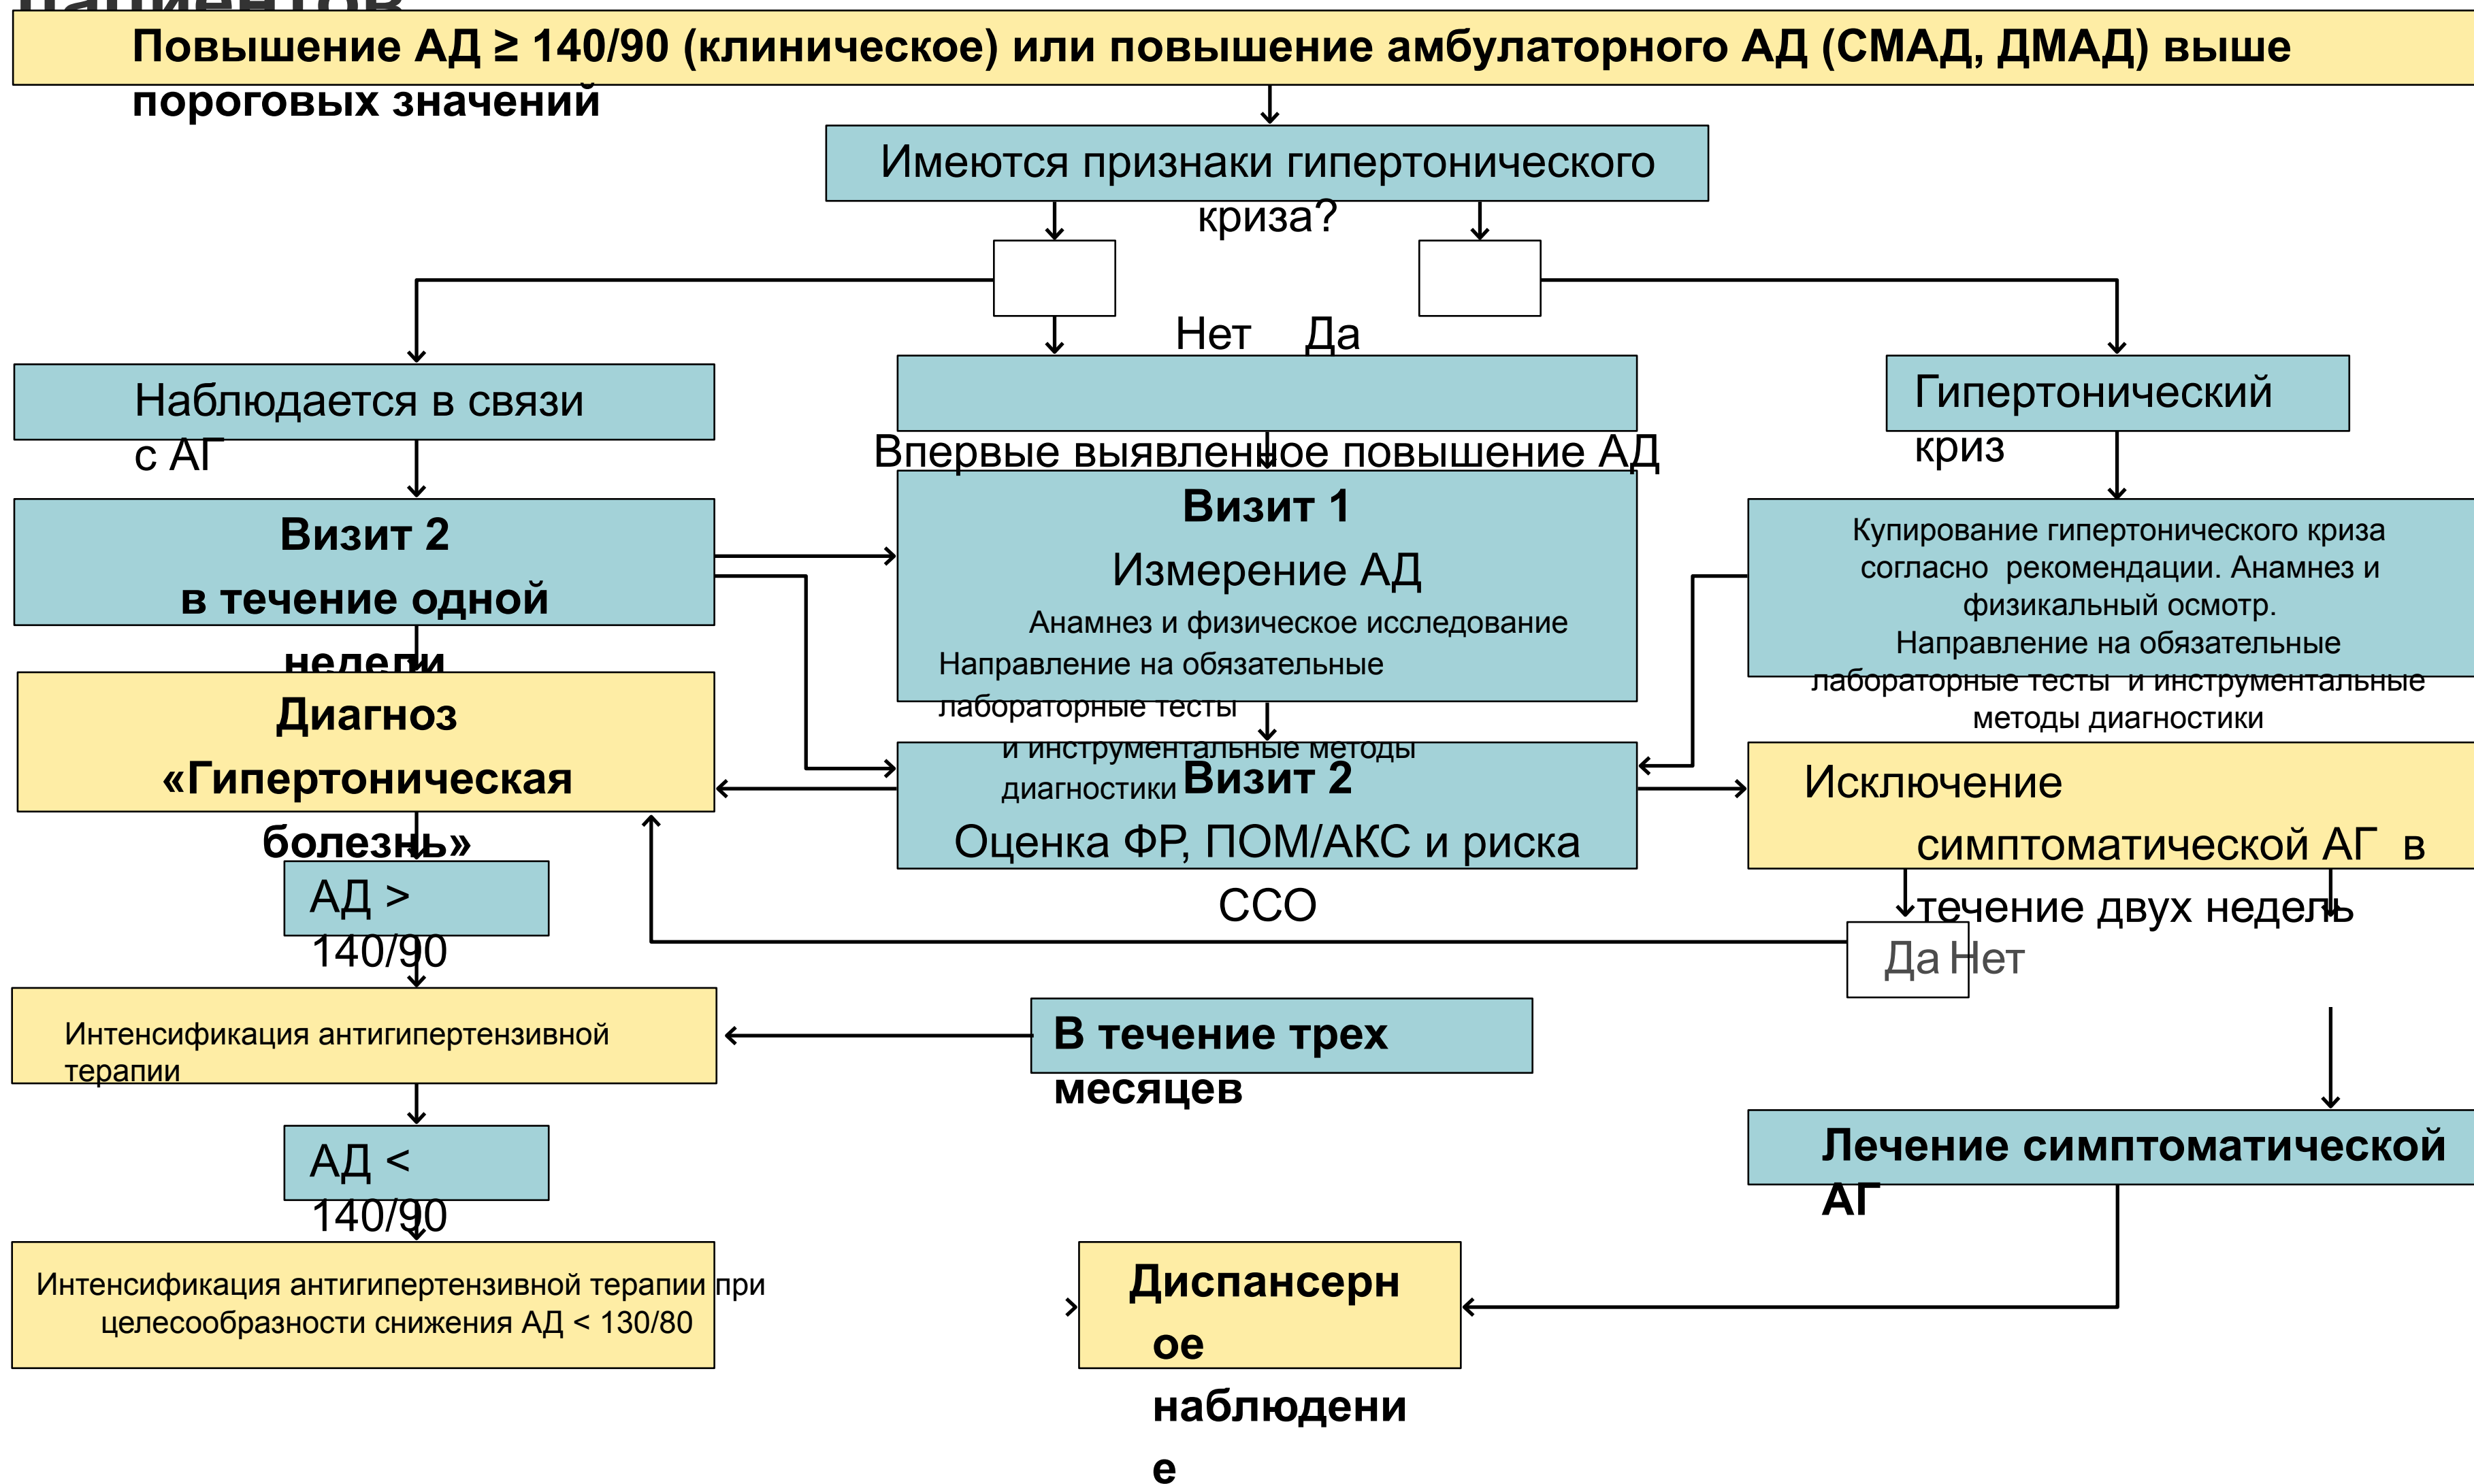 пациентов
Повышение АД ≥ 140/90 (клиническое) или повышение амбулаторного АД (СМАД, ДМАД) выше
пороговых значений
Имеются признаки гипертонического
криза?
Нет Да
Наблюдается в связи
с АГ
Впервые выявленное повышение АД
Гипертонический
криз
Визит 2
в течение одной
недели
Визит 1
Измерение АД
Анамнез и физическое исследование
Направление на обязательные
лабораторные тесты
и инструментальные методы
диагностики
Купирование гипертонического криза
согласно рекомендации. Анамнез и
физикальный осмотр.
Направление на обязательные
лабораторные тесты и инструментальные
методы диагностики
Диагноз
«Гипертоническая
болезнь»
Визит 2
Оценка ФР, ПОМ/АКС и риска
ССО
Исключение
симптоматической АГ в
течение двух недель
Да Нет
АД >
140/90
Интенсификация антигипертензивной
терапии
В течение трех
месяцев
АД <
140/90
Лечение симптоматической
АГ
Интенсификация антигипертензивной терапии при
целесообразности снижения АД < 130/80
Диспансерн
ое
наблюдени
е